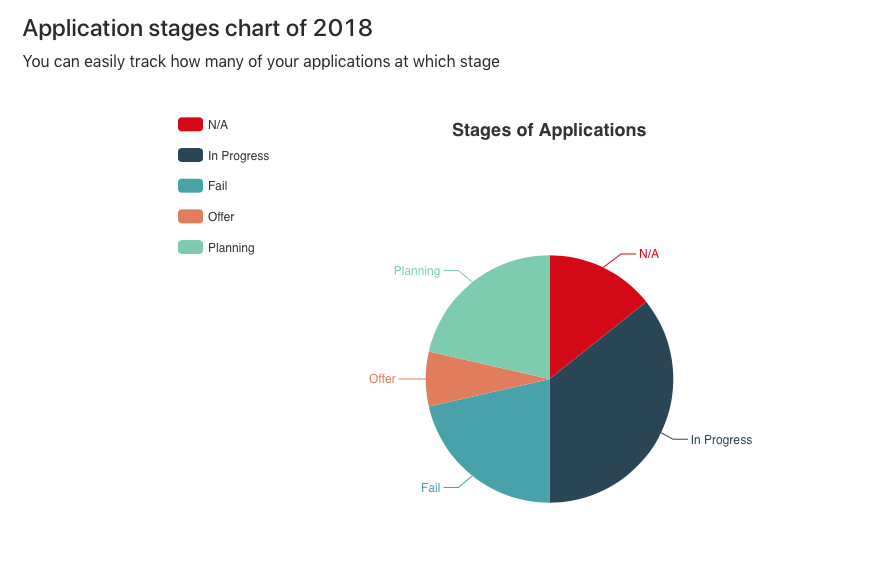 Application stages chart of 2018
You can easily track how many of your applications at which stage
N/A
In Progress
Fail
Offer
Planning
Stages of Applications
N/A
Planning
Offer
In Progress
Fail